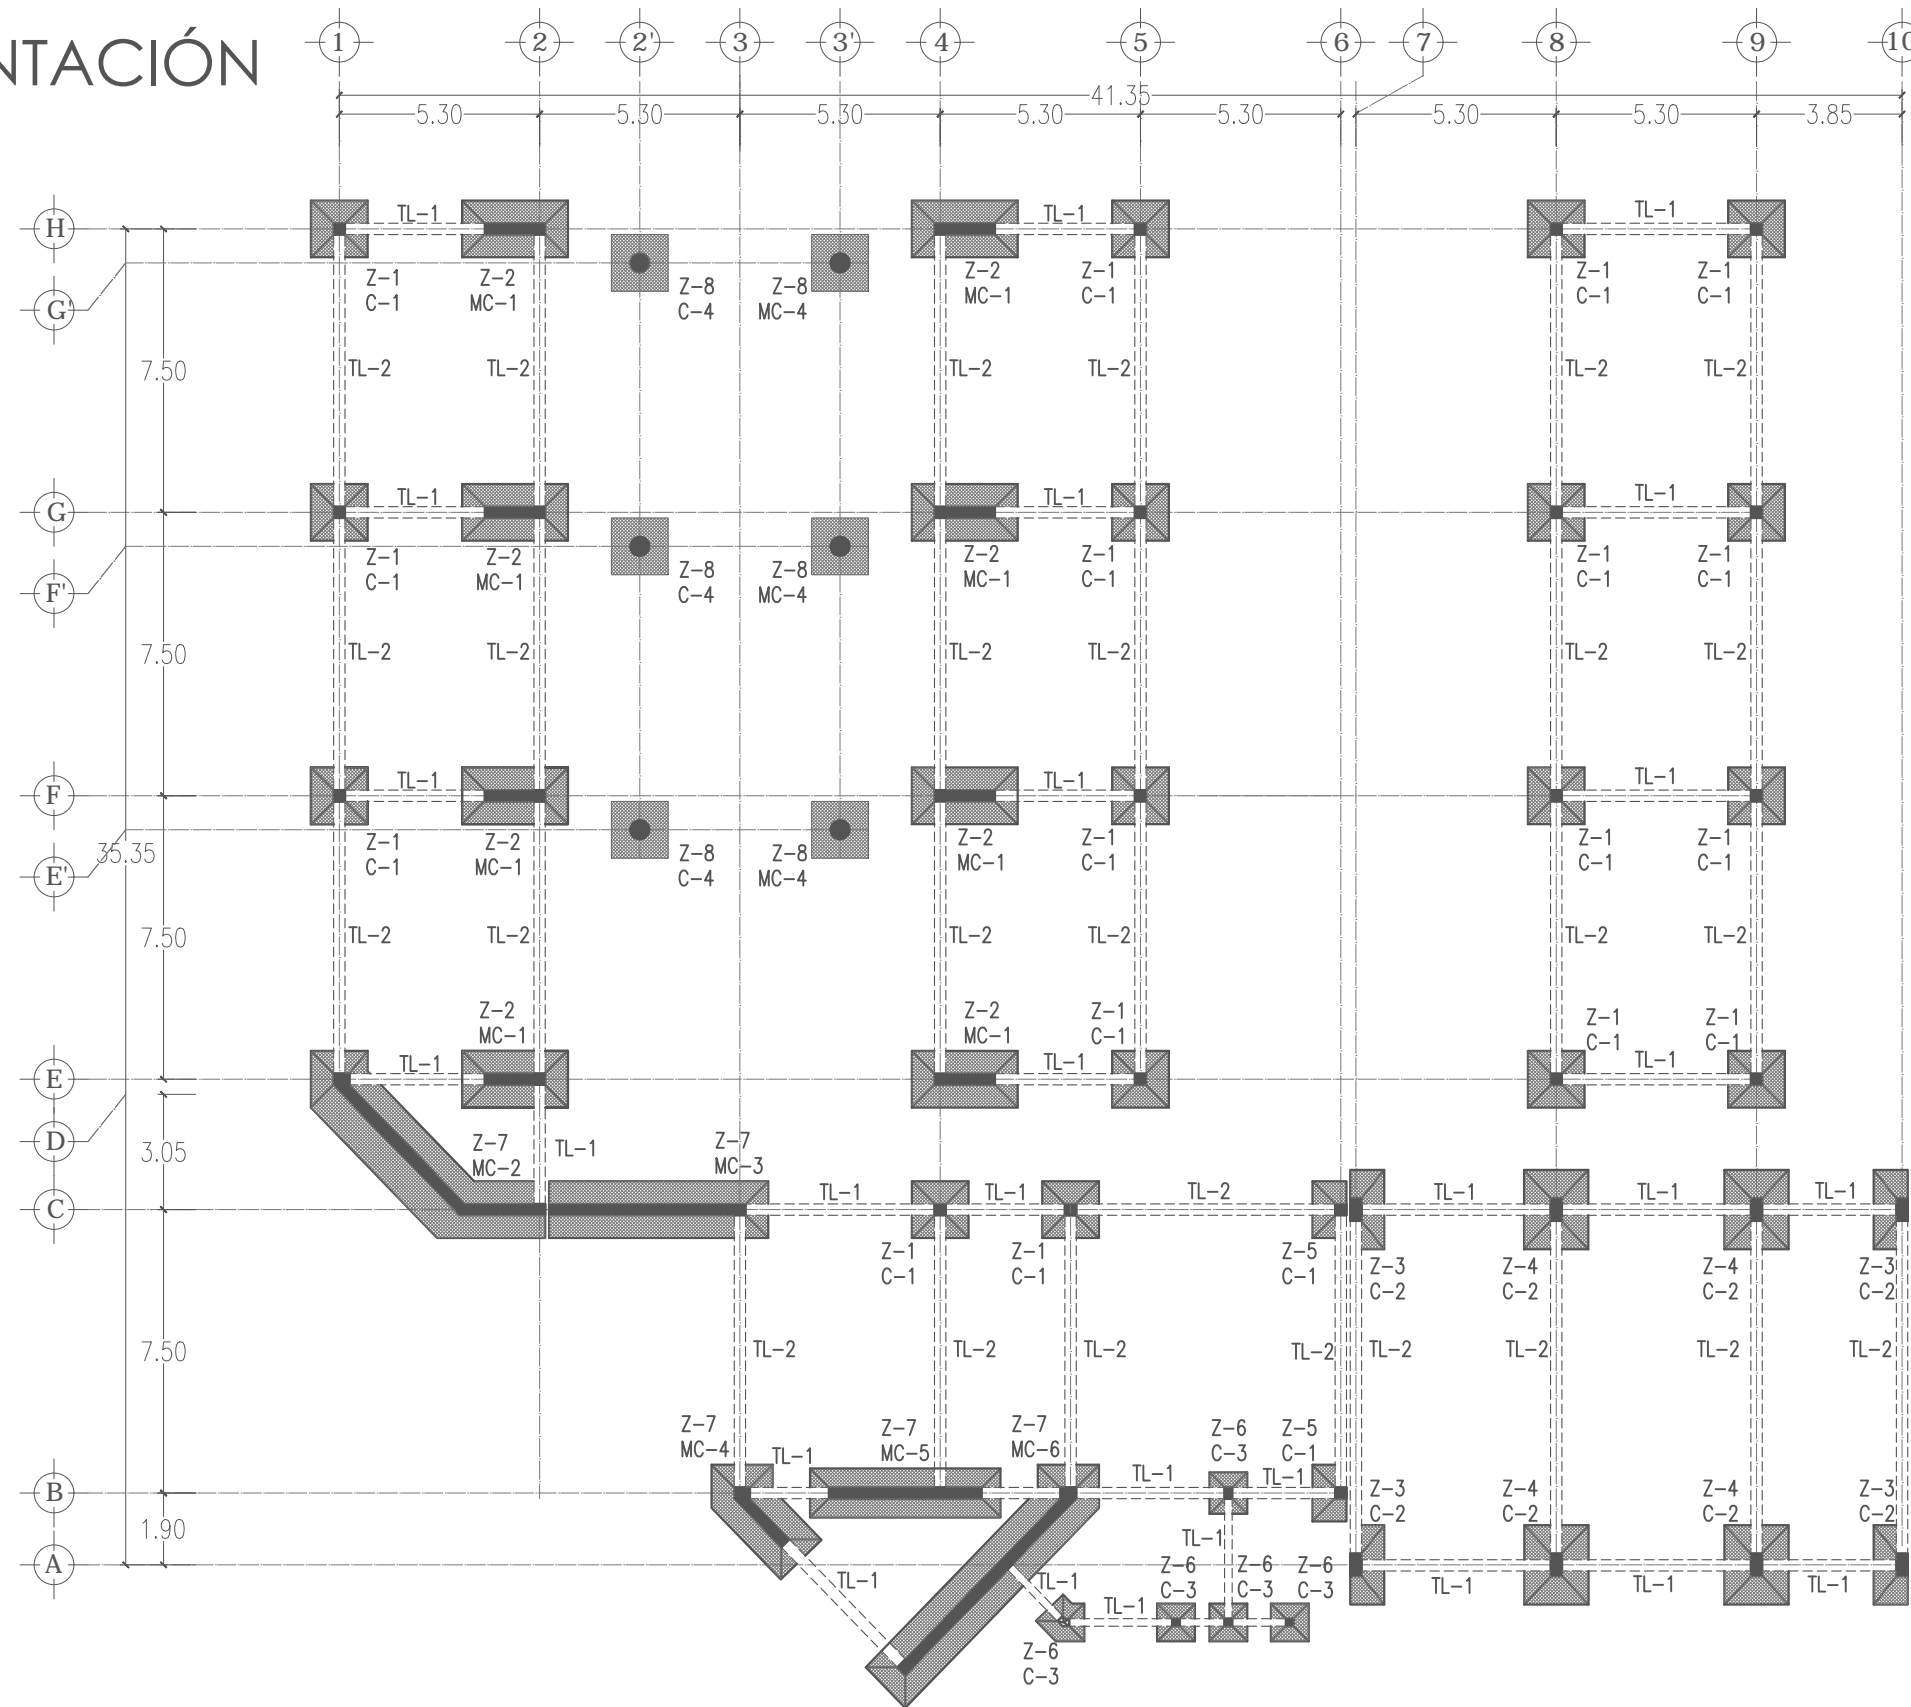 NTACIÓN
1 2 2' 3 3' 4 5 6 7 8 9 10
41.35
5.30 5.30 5.30 5.30 5.30 5.30 5.30 3.85
H TL-1 TL-1 TL-1
Z-1 Z-2 Z-8 Z-8 Z-2 Z-1 Z-1 Z-1
C-1 MC-1 C-4 MC-4 MC-1 C-1 C-1 C-1
G'
7.50 TL-2 TL-2 TL-2 TL-2 TL-2 TL-2
G TL-1 TL-1 TL-1
Z-1 Z-2 Z-8 Z-8 Z-2 Z-1 Z-1 Z-1
C-1 MC-1 C-4 MC-4 MC-1 C-1 C-1 C-1
F'
7.50 TL-2 TL-2 TL-2 TL-2 TL-2 TL-2
F TL-1 TL-1 TL-1
Z-1 Z-2 Z-8 Z-8 Z-2 Z-1 Z-1 Z-1
C-1 MC-1 C-4 MC-4 MC-1 C-1 C-1 C-1
35.35
E'
7.50 TL-2 TL-2 TL-2 TL-2 TL-2 TL-2
Z-2 Z-2 Z-1 Z-1 Z-1
MC-1 MC-1 C-1 C-1 C-1
E TL-1 TL-1 TL-1
D
3.05 Z-7 TL-1 Z-7
MC-2 MC-3
C TL-1 TL-1 TL-2 TL-1 TL-1 TL-1
Z-1 Z-1 Z-5 Z-3 Z-4 Z-4 Z-3
C-1 C-1 C-1 C-2 C-2 C-2 C-2
7.50 TL-2 TL-2 TL-2 TL-2 TL-2 TL-2 TL-2 TL-2
Z-7 Z-7 Z-7 Z-6 Z-5
MC-4 MC-5 MC-6 C-3 C-1
TL-1 TL-1 TL-1
B Z-3 Z-4 Z-4 Z-3
C-2 C-2 C-2 C-2
1.90 TL-1
A Z-6 Z-6 Z-6
C-3 C-3 C-3
TL-1 TL-1 TL-1 TL-1 TL-1 TL-1
Z-6
C-3